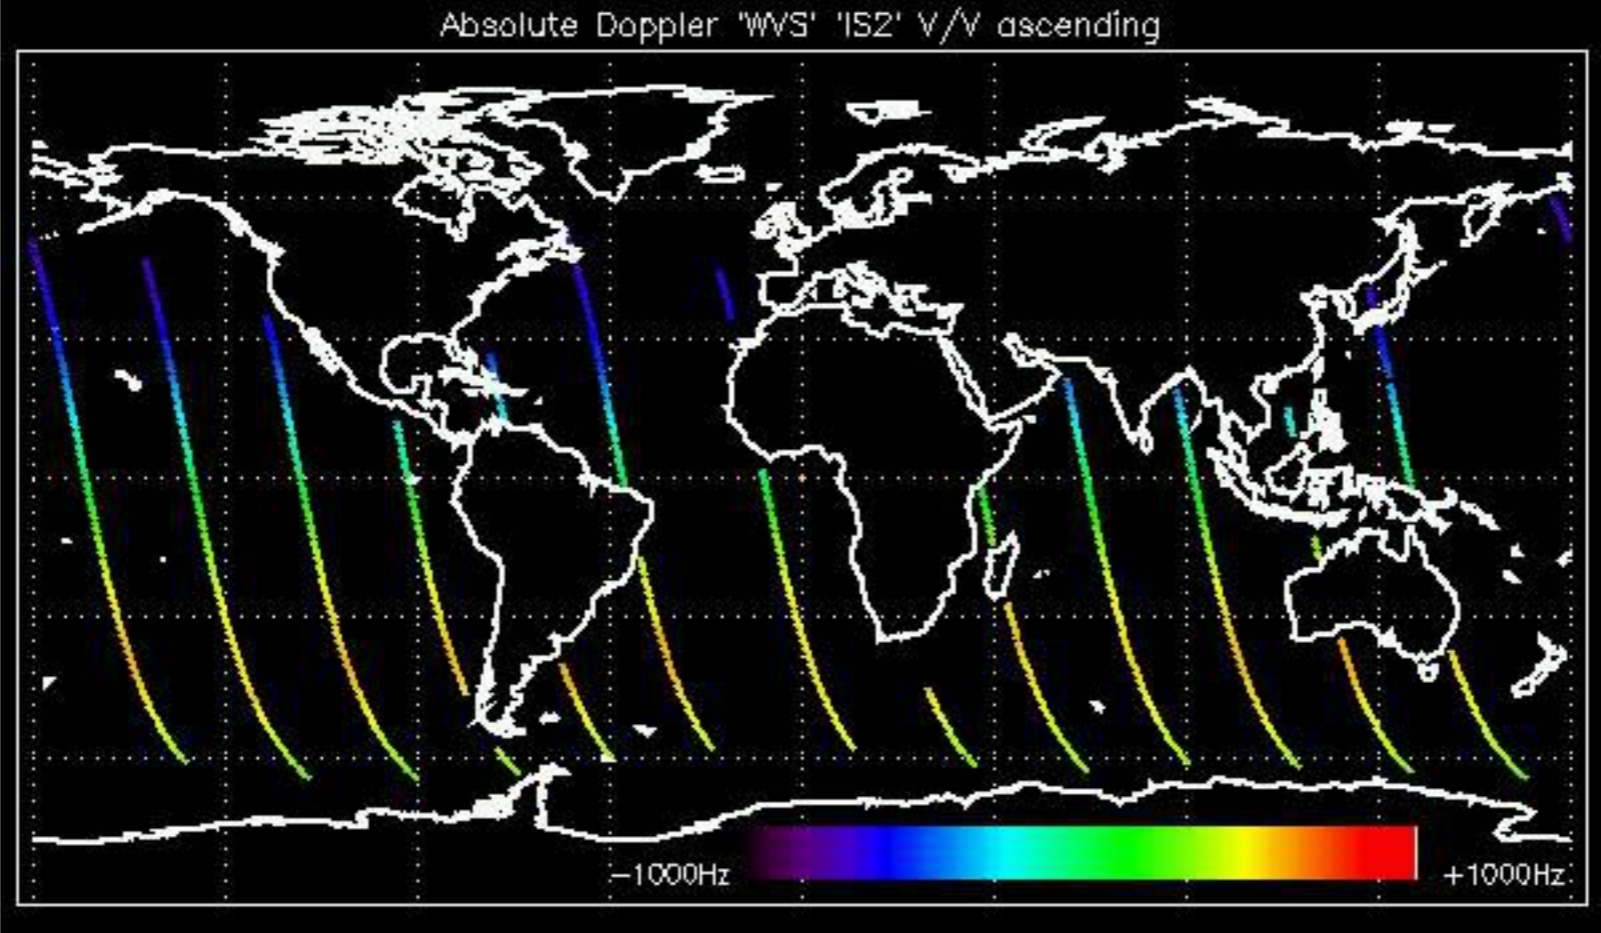 Absolute Doppler 'WVS' 'IS2' V/V ascending
−1000Hz +1000Hz